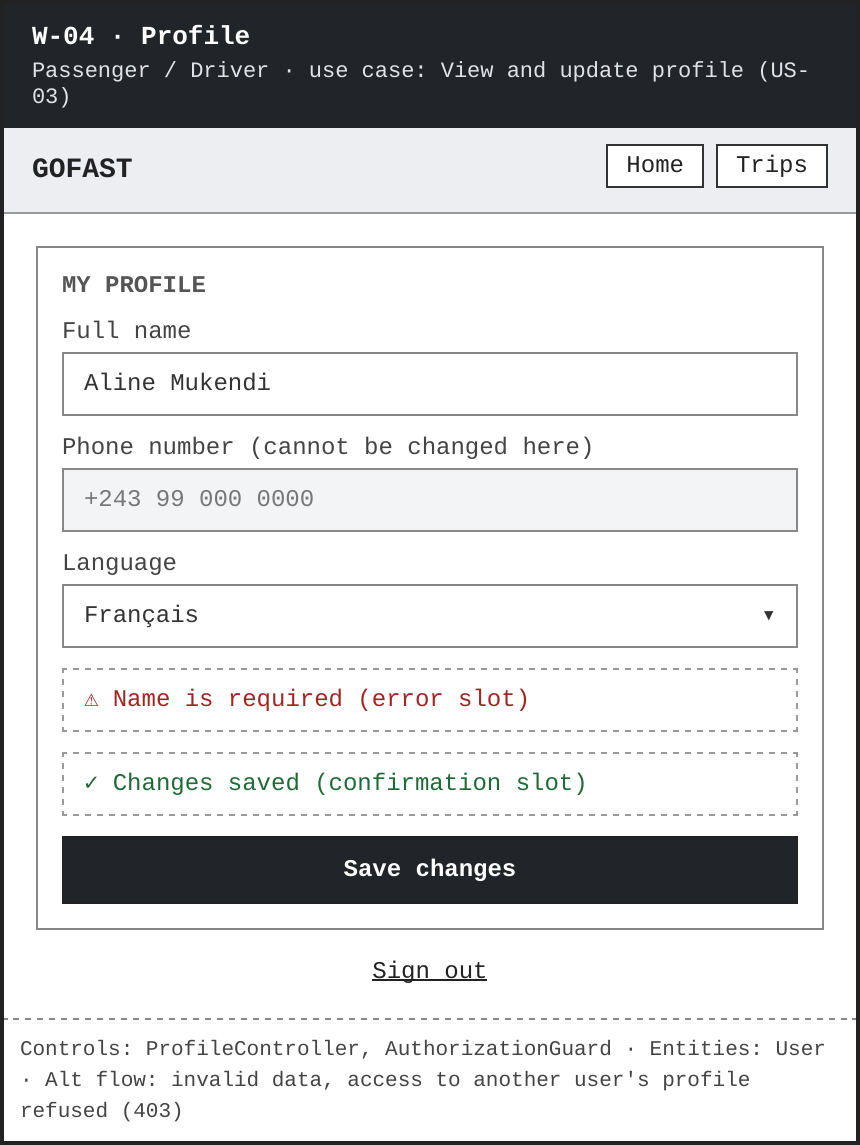 W-04 · Profile
Passenger / Driver · use case: View and update profile (US-
03)
GOFAST
Home
Trips
MY PROFILE
Full name
Aline Mukendi
Phone number (cannot be changed here)
+243 99 000 0000
Language
Français ▼
⚠ Name is required (error slot)
✓ Changes saved (confirmation slot)
Save changes
Sign out
Controls: ProfileController, AuthorizationGuard · Entities: User
· Alt flow: invalid data, access to another user's profile
refused (403)